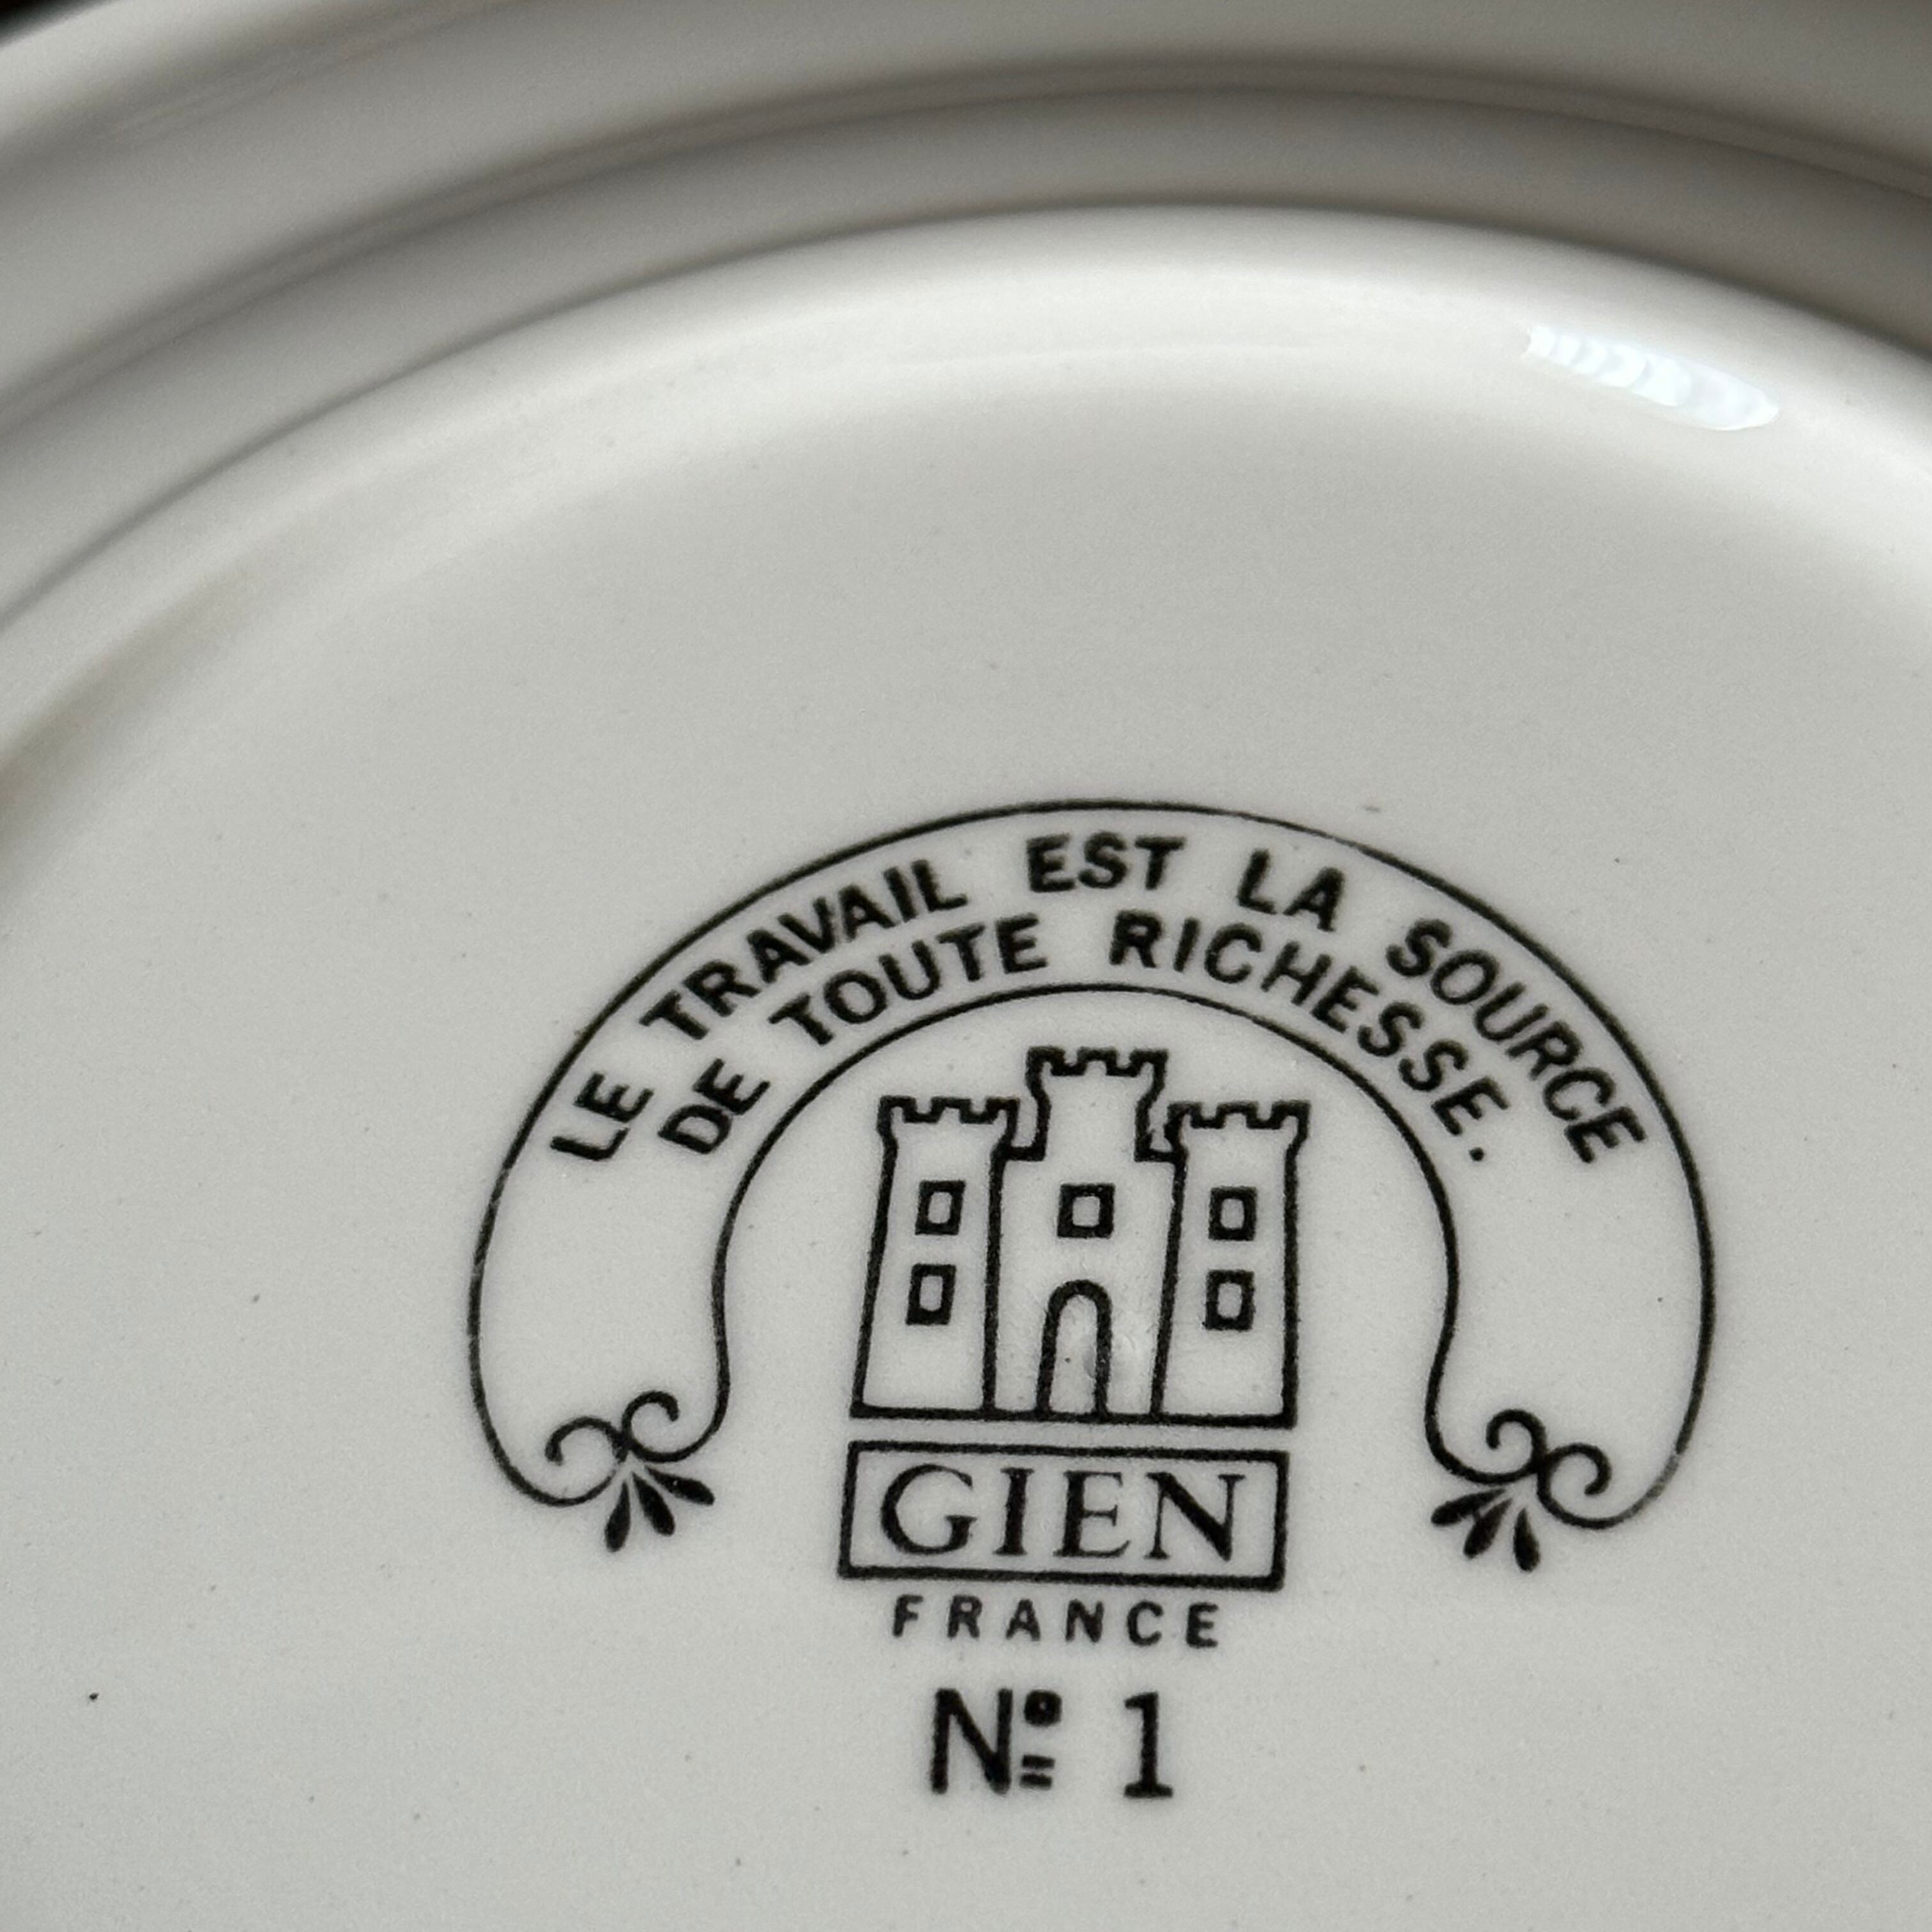 LE TRAVAIL EST LA SOURCE
DE TOUTE RICHESSE.
GIEN
FRANCE
Nº 1